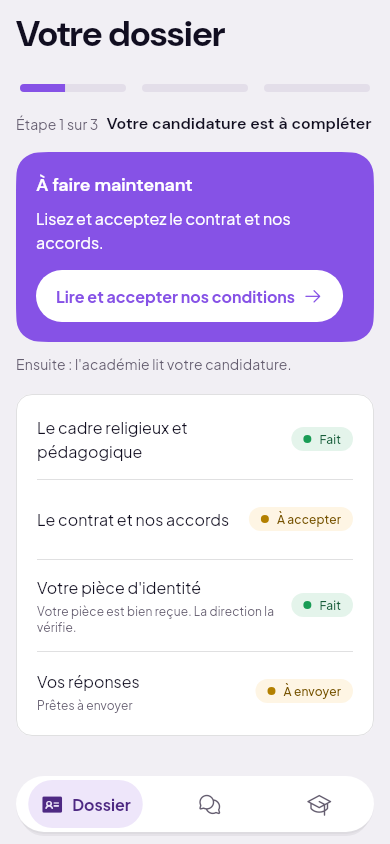 Votre dossier
Étape 1 sur 3 Votre candidature est à compléter
À faire maintenant
Lisez et acceptez le contrat et nos
accords.
Lire et accepter nos conditions →
Ensuite : l'académie lit votre candidature.
Le cadre religieux et
pédagogique
Fait
Le contrat et nos accords
À accepter
Votre pièce d'identité
Votre pièce est bien reçue. La direction la
vérifie.
Fait
Vos réponses
Prêtes à envoyer
À envoyer
Dossier